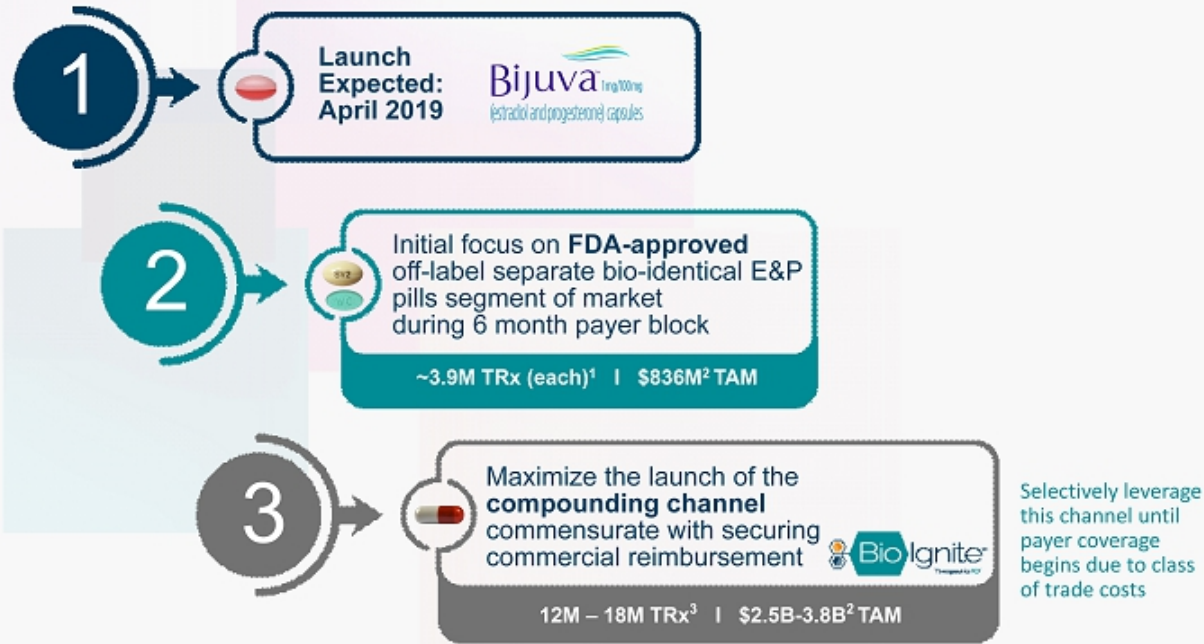 1
Launch
Expected:
April 2019
Bijuva™ 1mg/100mg
(estradiol and progesterone) capsules
2
SV2
Initial focus on FDA-approved
off-label separate bio-identical E&P
pills segment of market
during 6 month payer block
~3.9M TRx (each)¹ | $836M² TAM
3
Maximize the launch of the
compounding channel
commensurate with securing
commercial reimbursement
BioIgnite™
12M – 18M TRx³ | $2.5B-3.8B² TAM
Selectively leverage
this channel until
payer coverage
begins due to class
of trade costs